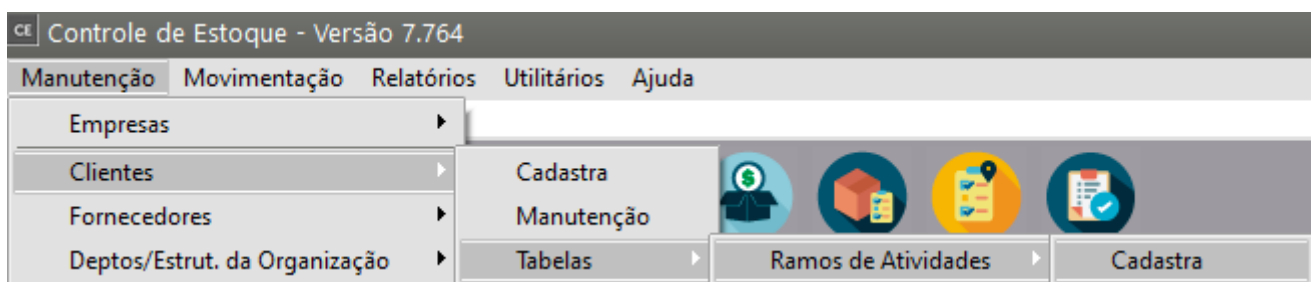 CE Controle de Estoque - Versão 7.764
Manutenção Movimentação Relatórios Utilitários Ajuda
Empresas
Clientes Cadastra
Fornecedores Manutenção
Deptos/Estrut. da Organização Tabelas Ramos de Atividades Cadastra